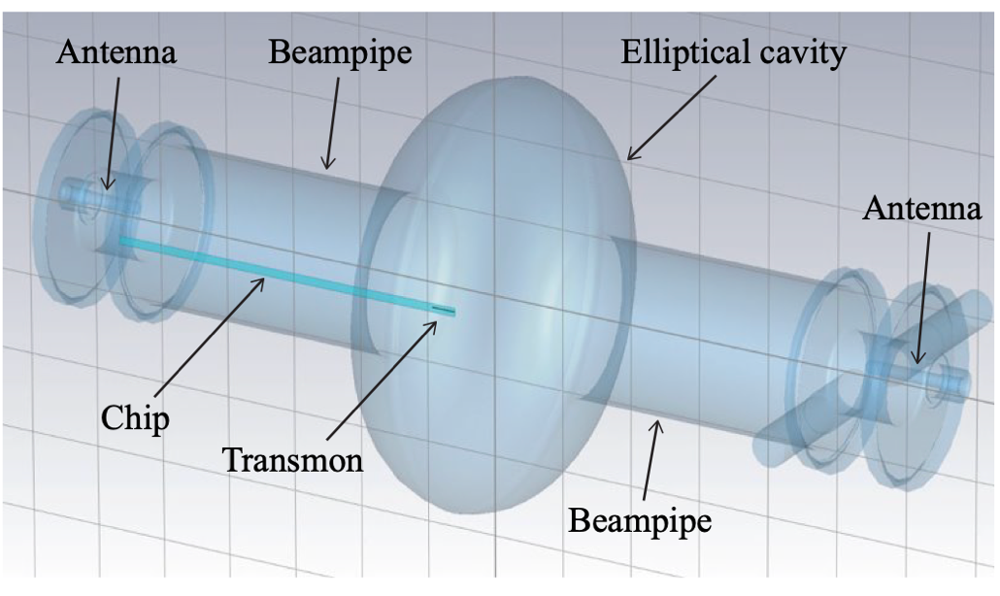 Antenna
Beampipe
Elliptical cavity
Antenna
Chip
Transmon
Beampipe